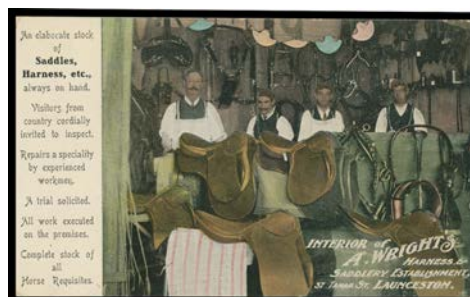 An elaborate stock
of
Saddles,
Harness, etc.,
always on hand.
Visitors from
country cordially
invited to inspect.
Repairs a speciality
by experienced
workmen.
A trial solicited.
All work executed
on the premises.
Complete stock of
all
Horse Requisites.
INTERIOR OF
A. WRIGHT'S
HARNESS &
SADDLERY ESTABLISHMENT,
ST. TAMAR ST. LAUNCESTON.